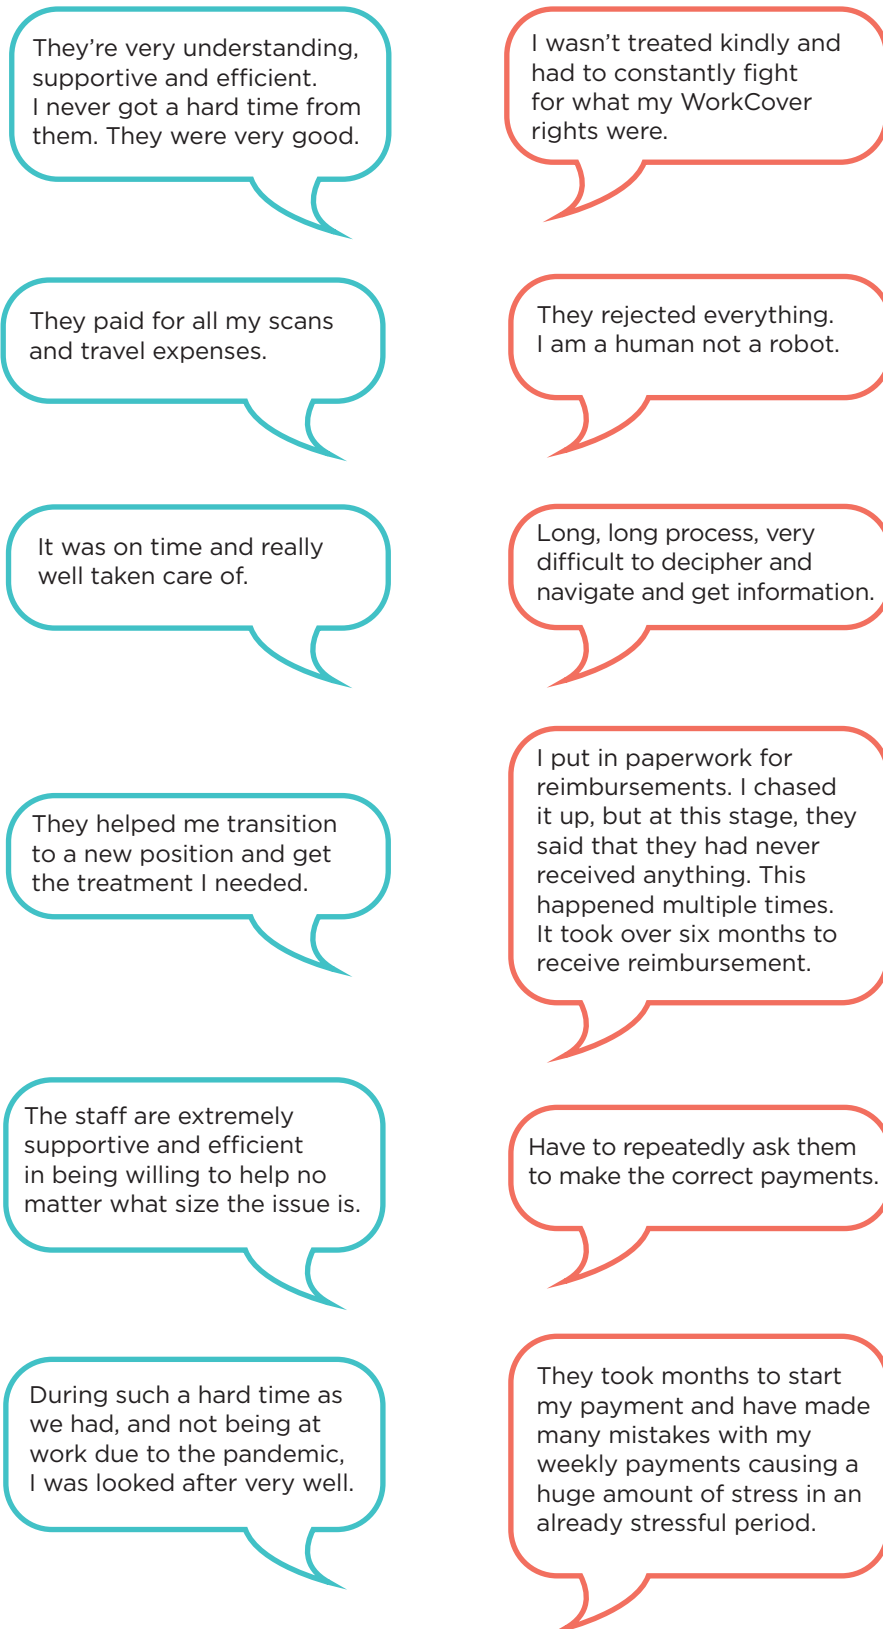 They’re very understanding,
supportive and efficient.
I never got a hard time from
them. They were very good.
I wasn’t treated kindly and
had to constantly fight
for what my WorkCover
rights were.
They paid for all my scans
and travel expenses.
They rejected everything.
I am a human not a robot.
It was on time and really
well taken care of.
Long, long process, very
difficult to decipher and
navigate and get information.
They helped me transition
to a new position and get
the treatment I needed.
I put in paperwork for
reimbursements. I chased
it up, but at this stage, they
said that they had never
received anything. This
happened multiple times.
It took over six months to
receive reimbursement.
The staff are extremely
supportive and efficient
in being willing to help no
matter what size the issue is.
Have to repeatedly ask them
to make the correct payments.
During such a hard time as
we had, and not being at
work due to the pandemic,
I was looked after very well.
They took months to start
my payment and have made
many mistakes with my
weekly payments causing a
huge amount of stress in an
already stressful period.